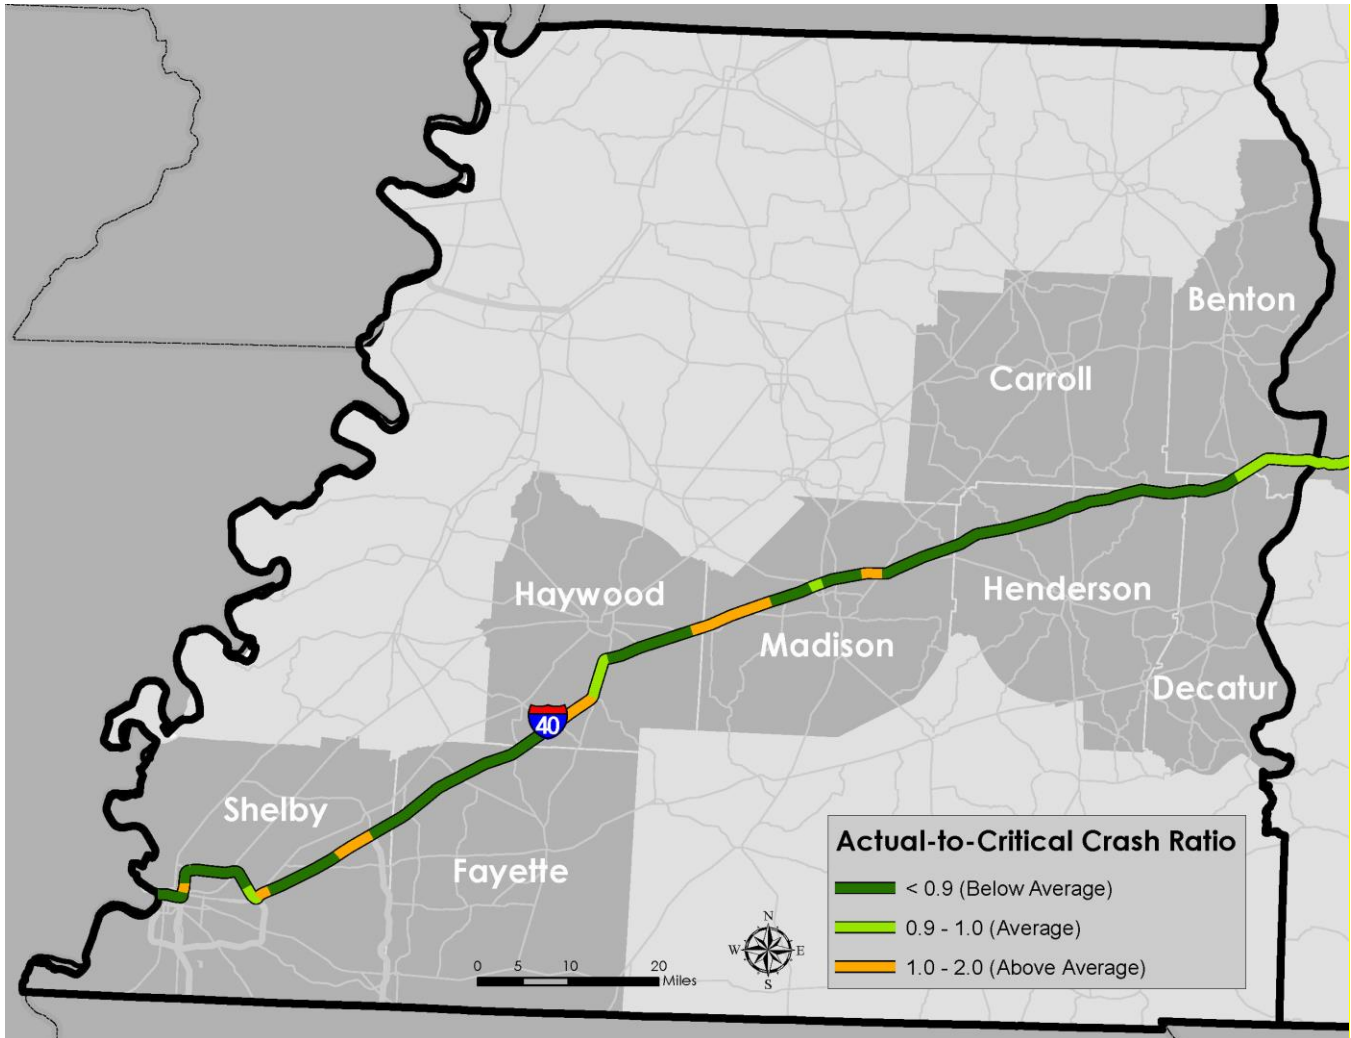 Benton
Carroll
Haywood
Henderson
Madison
Decatur
40
Shelby
Fayette
Actual-to-Critical Crash Ratio
< 0.9 (Below Average)
0.9 - 1.0 (Average)
1.0 - 2.0 (Above Average)
N
W E
S
0 5 10 20
Miles